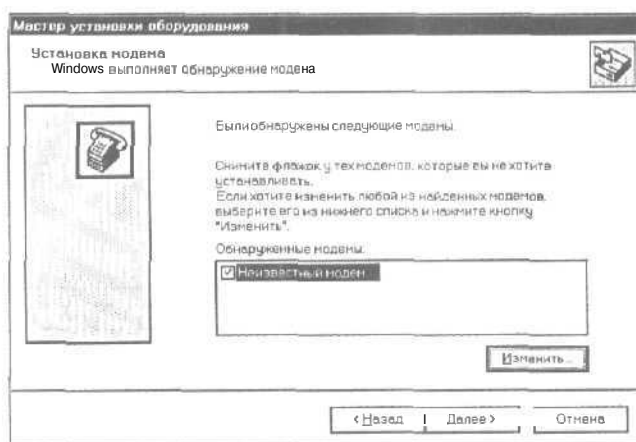 Мастер установки оборудования
Установка модема
Windows выполняет обнаружение модена
Были обнаружены следующие модемы.
Снимите флажок у тех модемов, которые вы не хотите
устанавливать.
Если хотите изменить любой из найденных модемов,
выберите его из нижнего списка и нажмите кнопку
"Изменить".
Обнаруженные модемы:
Неизвестный модем
Изменить...
< Назад
Далее >
Отмена